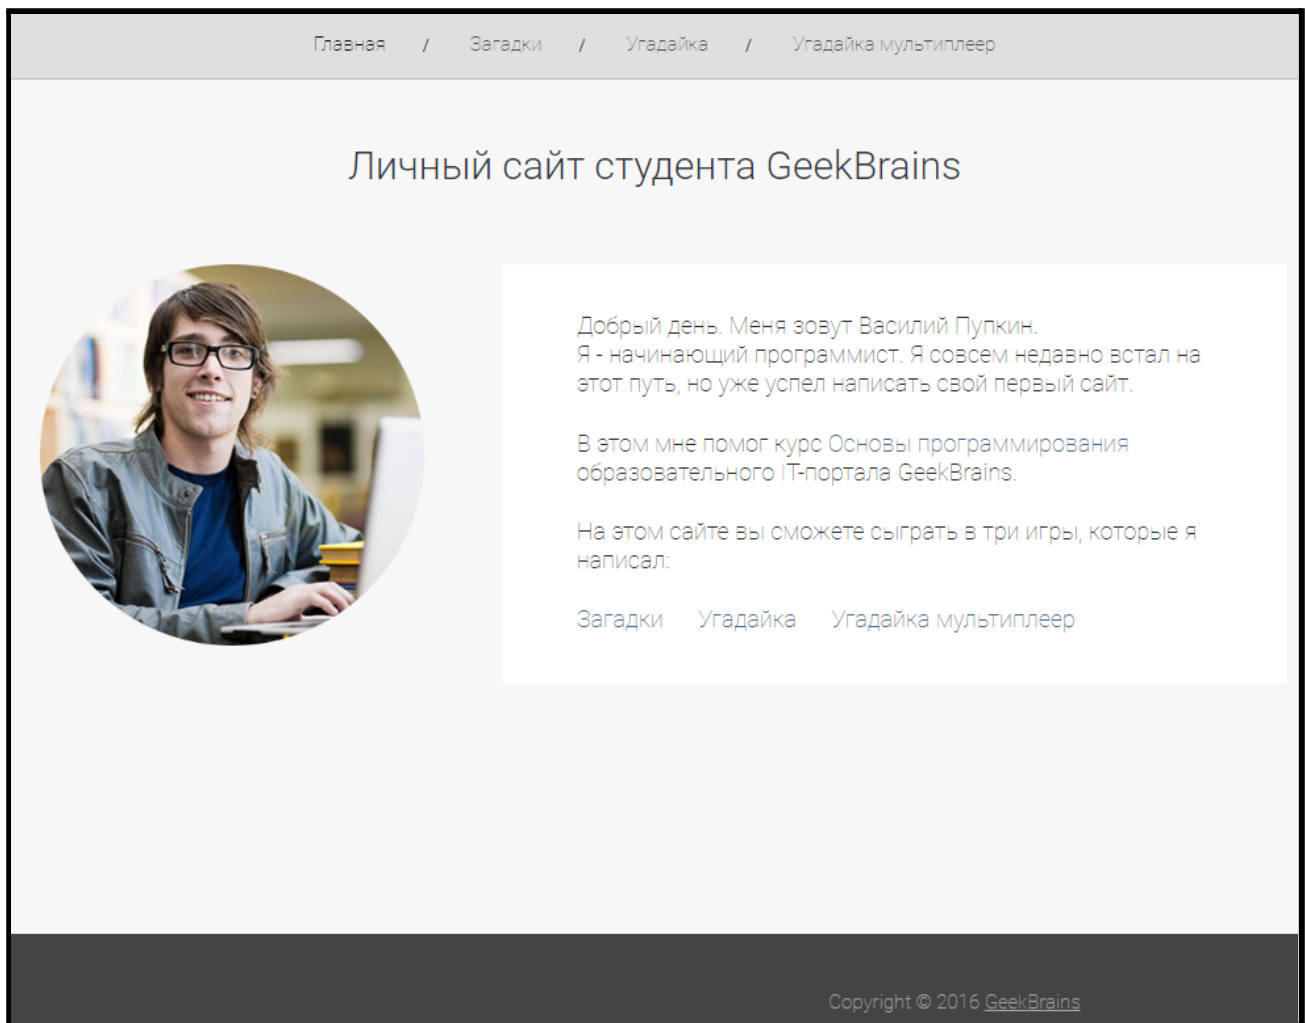 Главная / Загадки / Угадайка / Угадайка мультиплеер
Личный сайт студента GeekBrains
Добрый день. Меня зовут Василий Пупкин.
Я - начинающий программист. Я совсем недавно встал на
этот путь, но уже успел написать свой первый сайт.
В этом мне помог курс Основы программирования
образовательного IT-портала GeekBrains.
На этом сайте вы сможете сыграть в три игры, которые я
написал:
Загадки Угадайка Угадайка мультиплеер
Copyright © 2016 GeekBrains